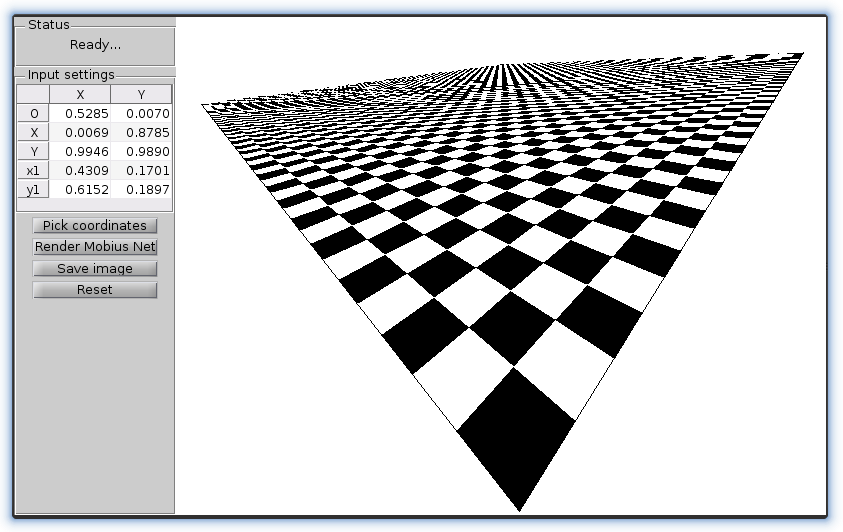 Status
Ready...
Input settings
X Y
O 0.5285 0.0070
X 0.0069 0.8785
Y 0.9946 0.9890
x1 0.4309 0.1701
y1 0.6152 0.1897
Pick coordinates
Render Mobius Net
Save image
Reset